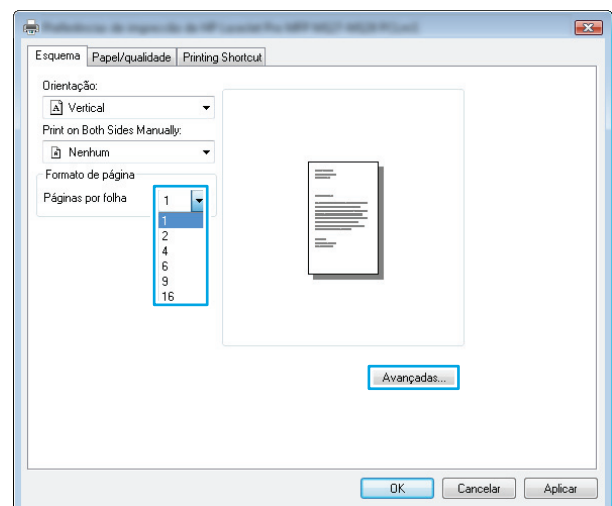 Esquema Papel/qualidade Printing Shortcut
Orientação:
Vertical
Print on Both Sides Manually:
Nenhum
Formato de página
Páginas por folha 1
1
2
4
6
9
16
Avançadas...
OK Cancelar Aplicar